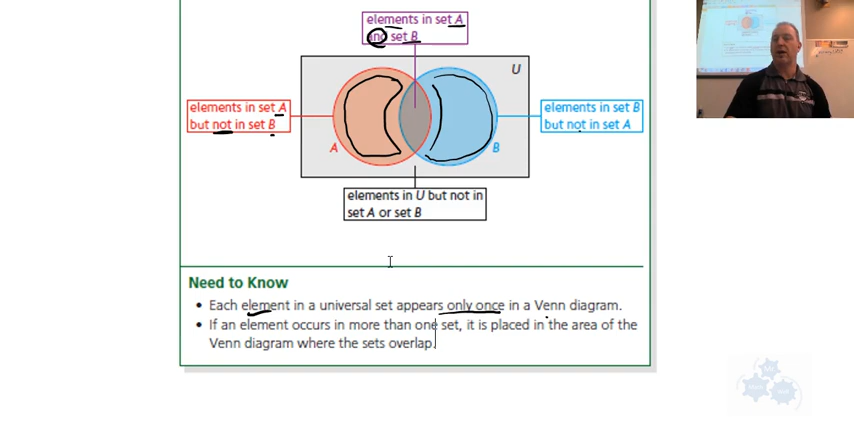 elements in set A
and set B
U
elements in set A
but not in set B
elements in set B
but not in set A
A
B
elements in U but not in
set A or set B
Need to Know
• Each element in a universal set appears only once in a Venn diagram.
• If an element occurs in more than one set, it is placed in the area of the
Venn diagram where the sets overlap.